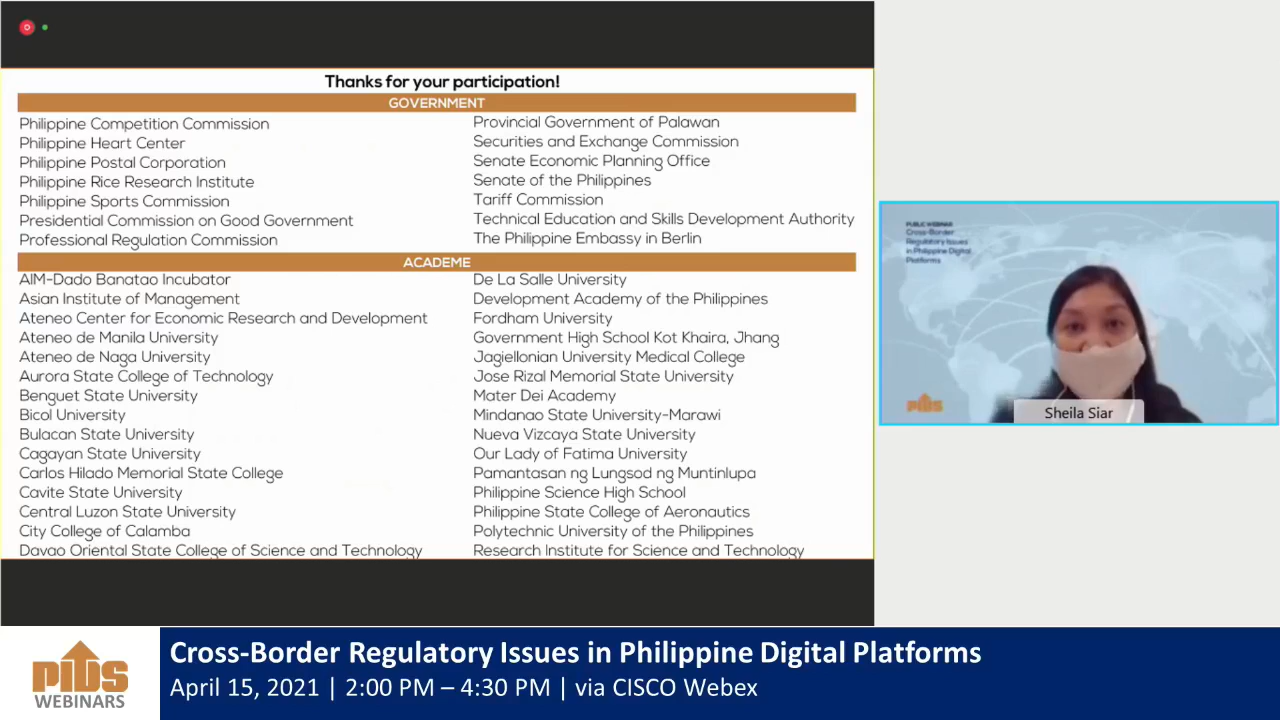 Thanks for your participation!
GOVERNMENT
Philippine Competition Commission
Philippine Heart Center
Philippine Postal Corporation
Philippine Rice Research Institute
Philippine Sports Commission
Presidential Commission on Good Government
Professional Regulation Commission
Provincial Government of Palawan
Securities and Exchange Commission
Senate Economic Planning Office
Senate of the Philippines
Tariff Commission
Technical Education and Skills Development Authority
The Philippine Embassy in Berlin
ACADEME
AIM-Dado Banatao Incubator
Asian Institute of Management
Ateneo Center for Economic Research and Development
Ateneo de Manila University
Ateneo de Naga University
Aurora State College of Technology
Benguet State University
Bicol University
Bulacan State University
Cagayan State University
Carlos Hilado Memorial State College
Cavite State University
Central Luzon State University
City College of Calamba
Davao Oriental State College of Science and Technology
De La Salle University
Development Academy of the Philippines
Fordham University
Government High School Kot Khaira, Jhang
Jagiellonian University Medical College
Jose Rizal Memorial State University
Mater Dei Academy
Mindanao State University-Marawi
Nueva Vizcaya State University
Our Lady of Fatima University
Pamantasan ng Lungsod ng Muntinlupa
Philippine Science High School
Philippine State College of Aeronautics
Polytechnic University of the Philippines
Research Institute for Science and Technology
PUBLIC WEBINAR
Cross-Border
Regulatory Issues
in Philippine Digital
Platforms
PIDS
Sheila Siar
PIDS
WEBINARS
Cross-Border Regulatory Issues in Philippine Digital Platforms
April 15, 2021 | 2:00 PM – 4:30 PM | via CISCO Webex